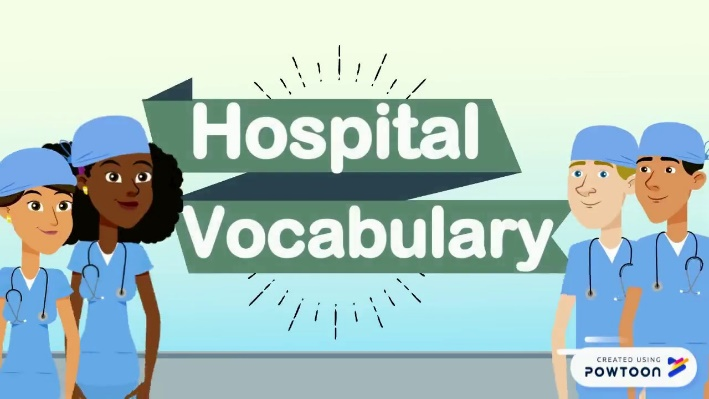 Hospital
Vocabulary
CREATED USING
POWTOON